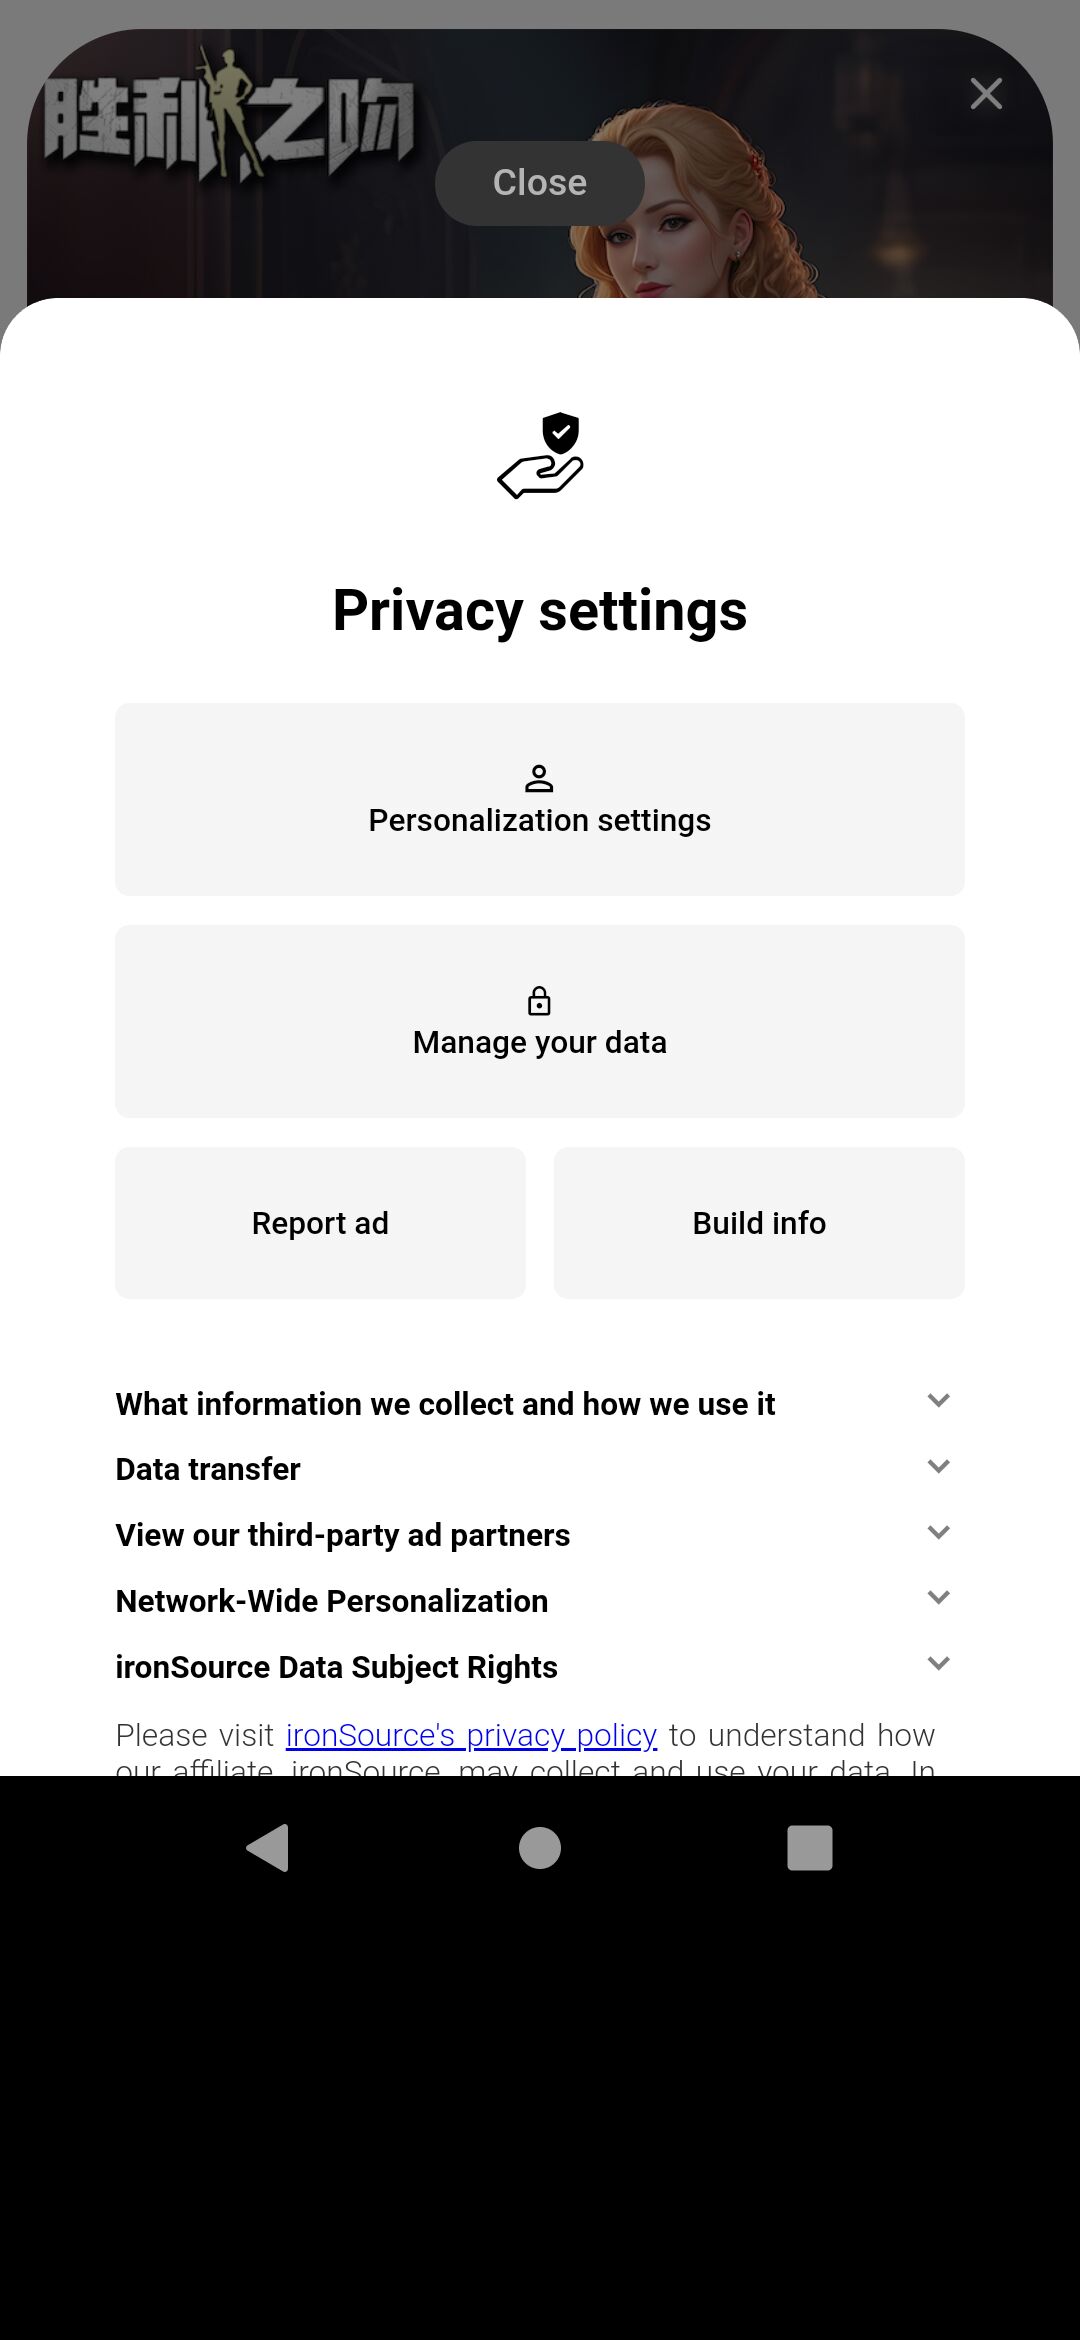 胜利之吻
Close
Privacy settings
Personalization settings
Manage your data
Report ad
Build info
What information we collect and how we use it
Data transfer
View our third-party ad partners
Network-Wide Personalization
ironSource Data Subject Rights
Please visit ironSource's privacy policy to understand how
our affiliate, ironSource, may collect and use your data. In